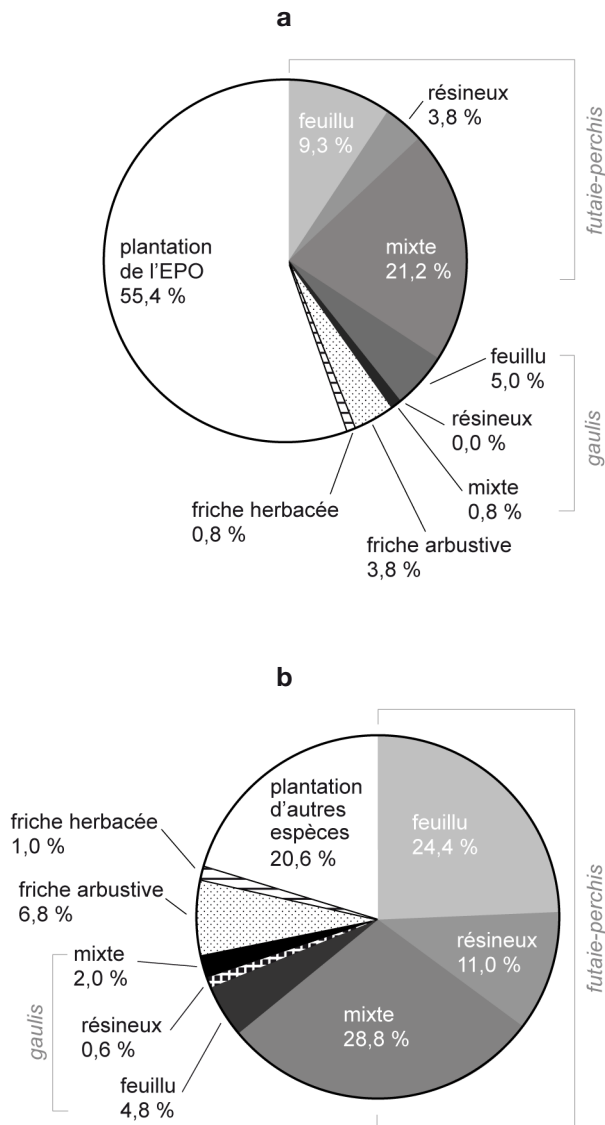 a
résineux
3,8 %
feuillu
9,3 %
futaie-perchis
mixte
21,2 %
plantation
de l'EPO
55,4 %
feuillu
5,0 %
résineux
0,0 %
gaulis
mixte
0,8 %
friche herbacée
0,8 %
friche arbustive
3,8 %
b
plantation
d'autres
espèces
20,6 %
feuillu
24,4 %
friche herbacée
1,0 %
friche arbustive
6,8 %
résineux
11,0 %
futaie-perchis
mixte
2,0 %
mixte
28,8 %
résineux
0,6 %
gaulis
feuillu
4,8 %